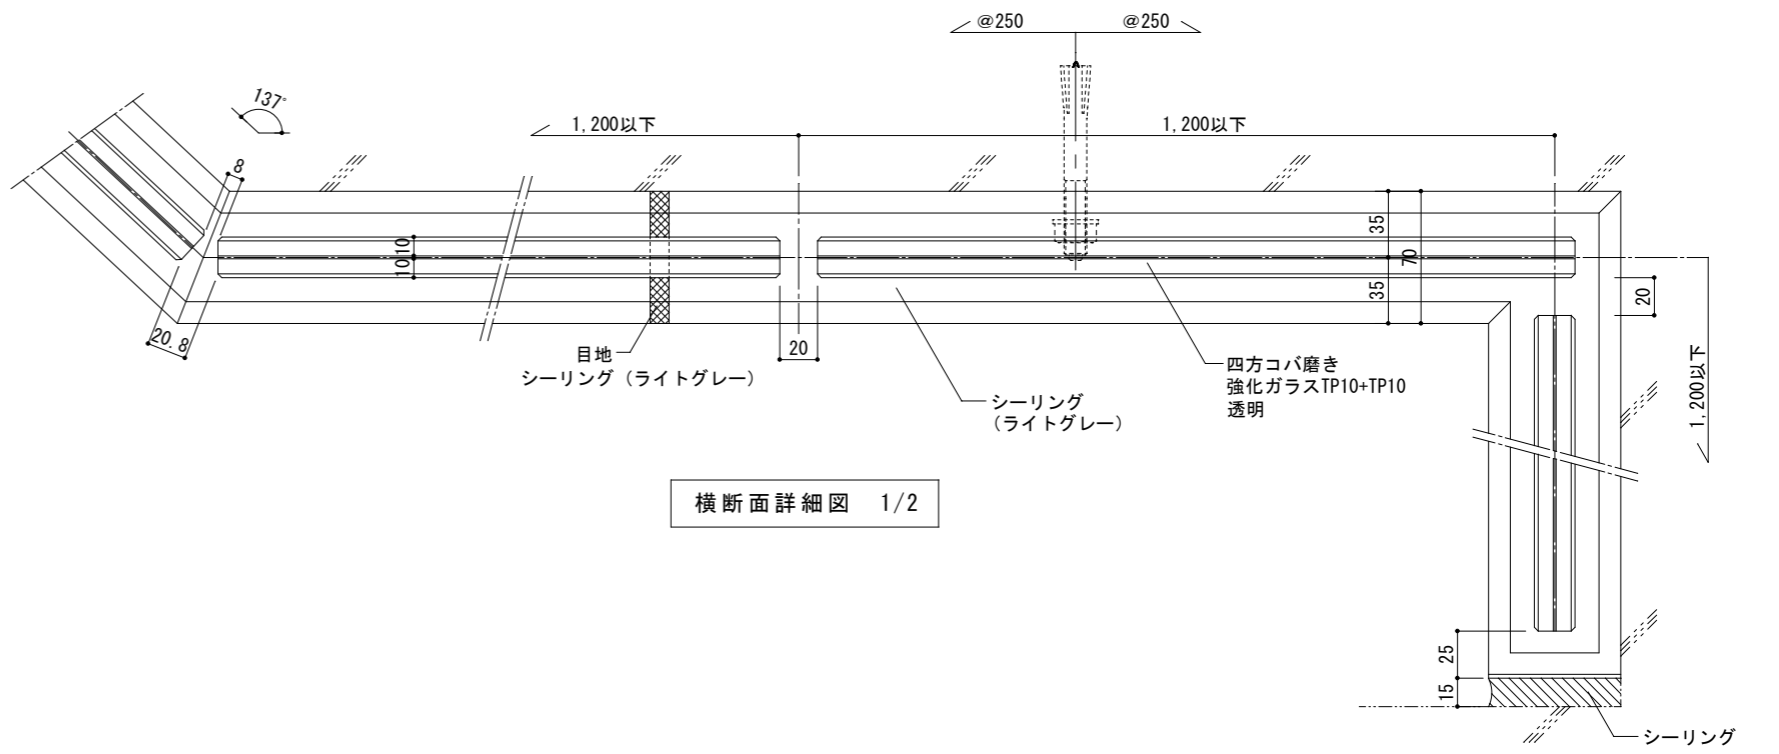 @250
@250
137°
1,200以下
1,200以下
8
35
10
10
70
35
20
20.8
目地
シーリング（ライトグレー）
20
四方コバ磨き
強化ガラスTP10+TP10
透明
シーリング
（ライトグレー）
1,200以下
横断面詳細図 1/2
25
15
シーリング